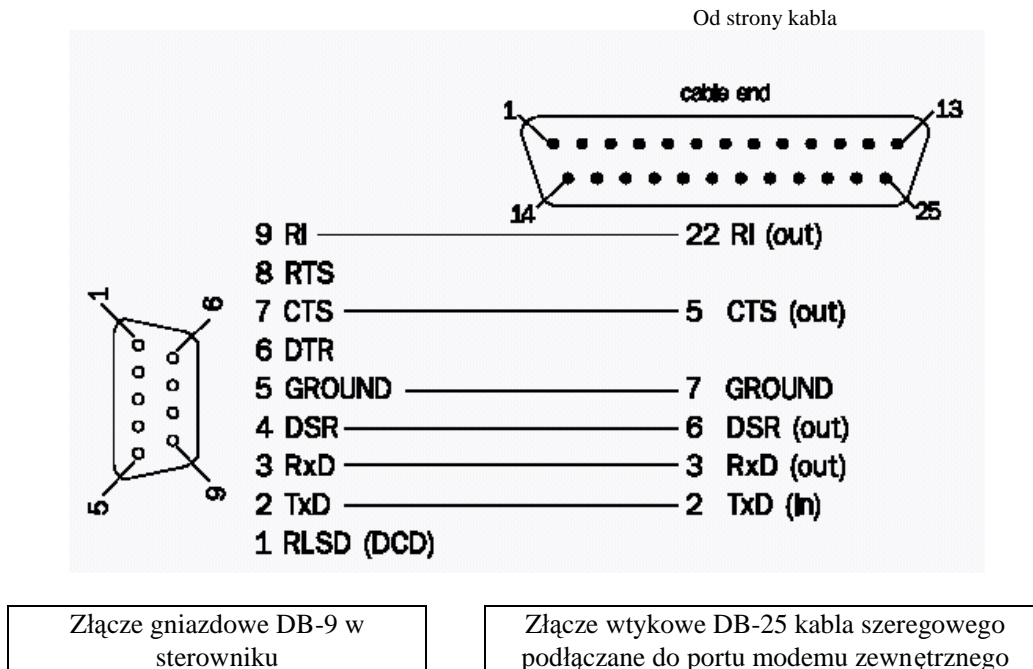 Od strony kabla
cable end
1 13
14 25
9 RI 22 RI (out)
8 RTS
1 6
7 CTS 5 CTS (out)
6 DTR
5 GROUND 7 GROUND
4 DSR 6 DSR (out)
3 RxD 3 RxD (out)
5 9
2 TxD 2 TxD (In)
1 RLSD (DCD)
Złącze gniazdowe DB-9 w
sterowniku
Złącze wtykowe DB-25 kabla szeregowego
podłączane do portu modemu zewnętrznego